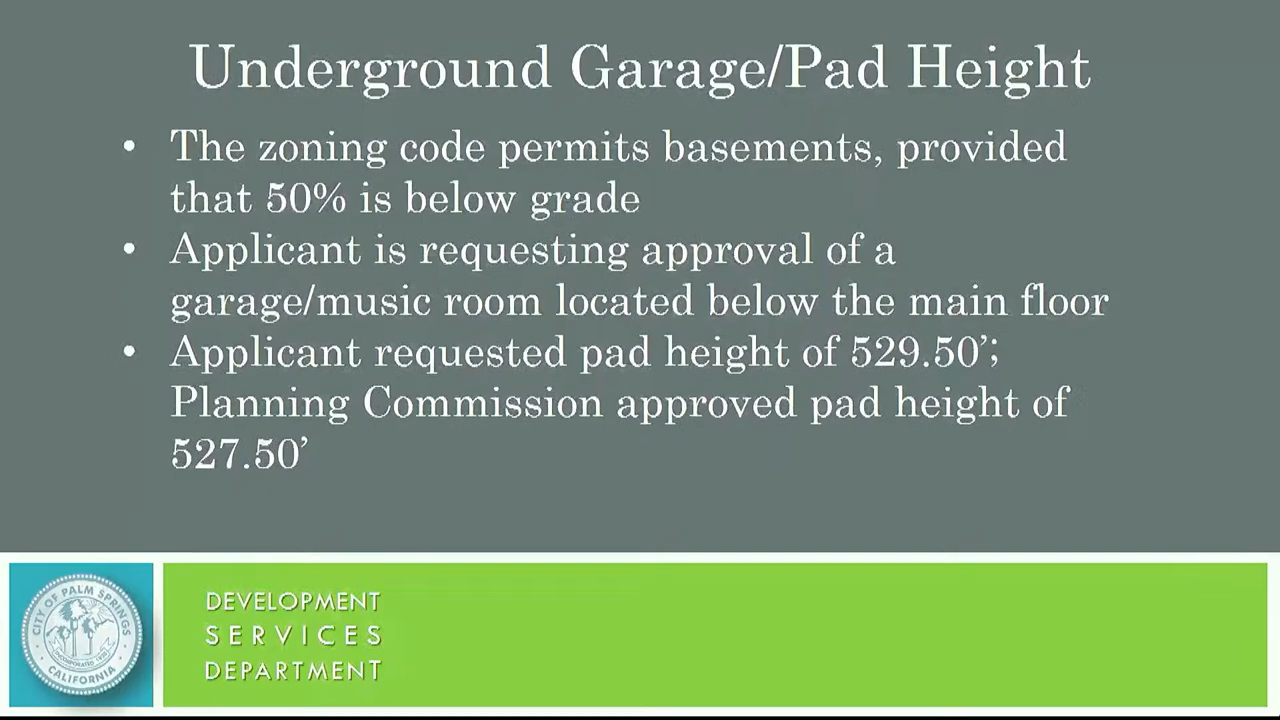 Underground Garage/Pad Height
• The zoning code permits basements, provided
that 50% is below grade
• Applicant is requesting approval of a
garage/music room located below the main floor
• Applicant requested pad height of 529.50’;
Planning Commission approved pad height of
527.50’
CITY OF PALM SPRINGS
CALIFORNIA
DEVELOPMENT
SERVICES
DEPARTMENT